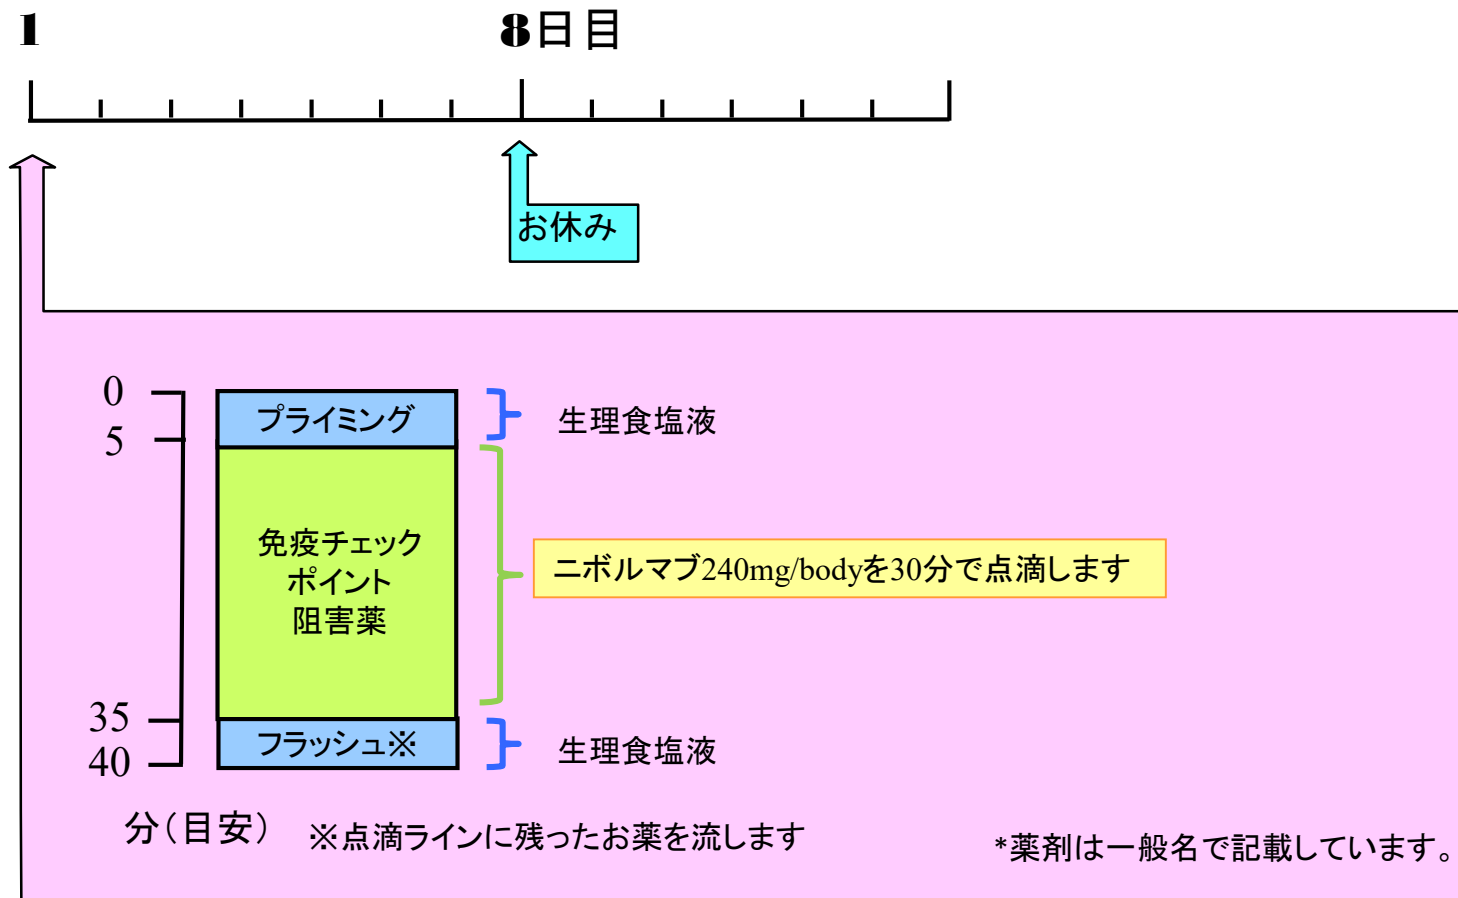 1
8日目
お休み
0
プライミング
生理食塩液
5
免疫チェック
ポイント
阻害薬
ニボルマブ240mg/bodyを30分で点滴します
35
フラッシュ※
生理食塩液
40
分（目安）
※点滴ラインに残ったお薬を流します
*薬剤は一般名で記載しています。